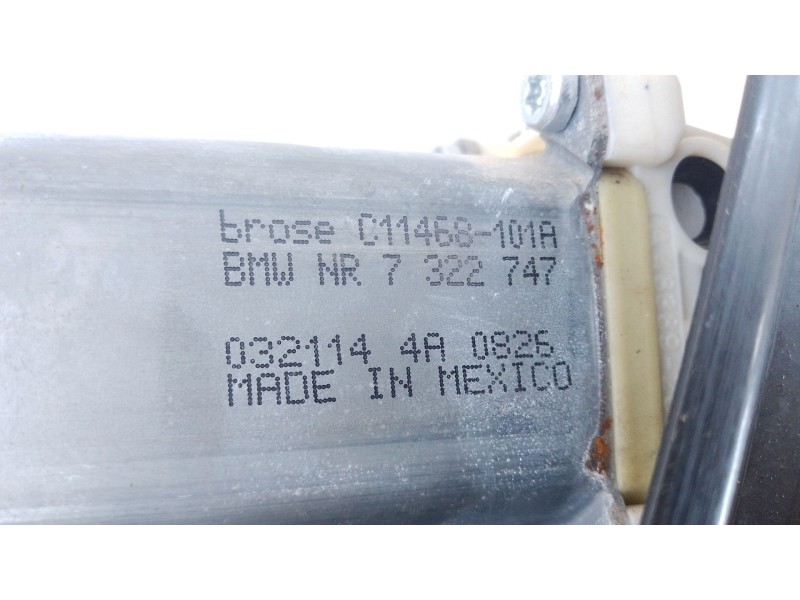 brose C11468-101A
BMW NR 7 322 747
032114 4A 0826
MADE IN MEXICO